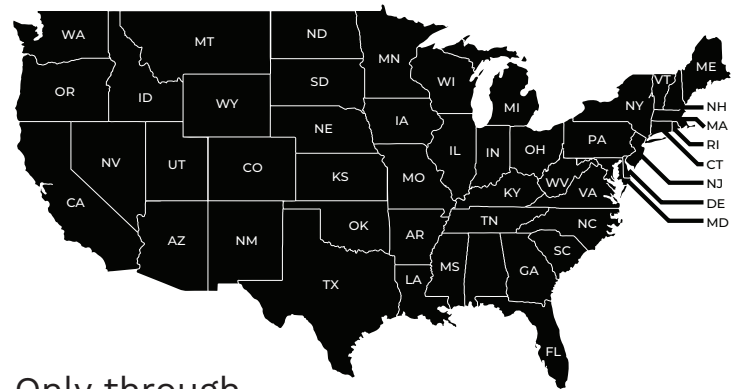 WA
MT
ND
MN
ME
VT
OR
ID
SD
WI
WY
MI
NY
NH
MA
RI
CT
NJ
DE
MD
IA
NE
PA
NV
UT
CO
IL
IN
OH
KS
MO
WV
VA
KY
CA
OK
TN
NC
AZ
NM
AR
SC
MS
GA
LA
TX
FL
Only through